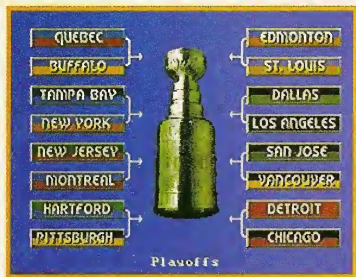 QUEBEC
BUFFALO
TAMPA BAY
NEW YORK
NEW JERSEY
MONTREAL
HARTFORD
PITTSBURGH
EDMONTON
ST. LOUIS
DALLAS
LOS ANGELES
SAN JOSE
VANCOUVER
DETROIT
CHICAGO
Playoffs